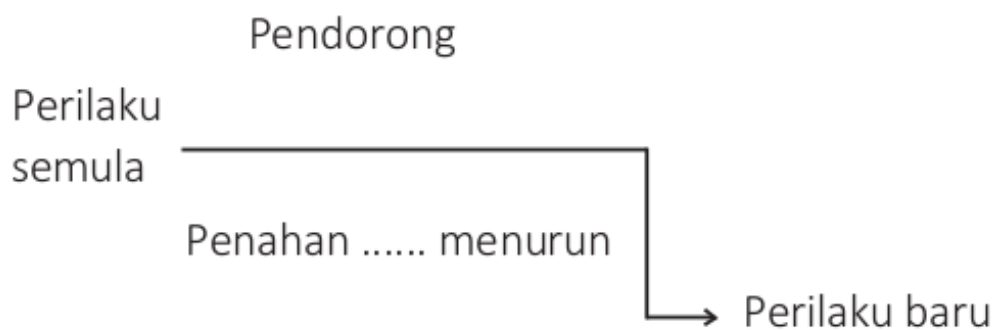 Pendorong
Perilaku
semula
Penahan ...... menurun
Perilaku baru